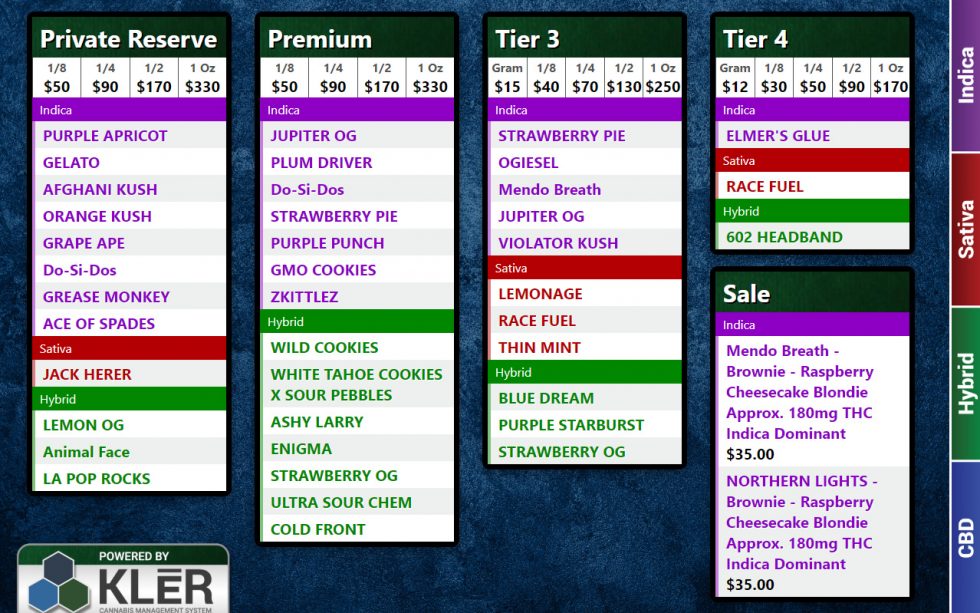 Private Reserve
1/8 1/4 1/2 1 Oz
$50 $90 $170 $330
Indica
PURPLE APRICOT
GELATO
AFGHANI KUSH
ORANGE KUSH
GRAPE APE
Do-Si-Dos
GREASE MONKEY
ACE OF SPADES
Sativa
JACK HERER
Hybrid
LEMON OG
Animal Face
LA POP ROCKS
POWERED BY
KLĒR
CANNABIS MANAGEMENT SYSTEM
Premium
1/8 1/4 1/2 1 Oz
$50 $90 $170 $330
Indica
JUPITER OG
PLUM DRIVER
Do-Si-Dos
STRAWBERRY PIE
PURPLE PUNCH
GMO COOKIES
ZKITTLEZ
Hybrid
WILD COOKIES
WHITE TAHOE COOKIES
X SOUR PEBBLES
ASHY LARRY
ENIGMA
STRAWBERRY OG
ULTRA SOUR CHEM
COLD FRONT
Tier 3
Gram 1/8 1/4 1/2 1 Oz
$15 $40 $70 $130 $250
Indica
STRAWBERRY PIE
OGIESEL
Mendo Breath
JUPITER OG
VIOLATOR KUSH
Sativa
LEMONAGE
RACE FUEL
THIN MINT
Hybrid
BLUE DREAM
PURPLE STARBURST
STRAWBERRY OG
Tier 4
Gram 1/8 1/4 1/2 1 Oz
$12 $30 $50 $90 $170
Indica
ELMER'S GLUE
Sativa
RACE FUEL
Hybrid
602 HEADBAND
Sale
Indica
Mendo Breath -
Brownie - Raspberry
Cheesecake Blondie
Approx. 180mg THC
Indica Dominant
$35.00
NORTHERN LIGHTS -
Brownie - Raspberry
Cheesecake Blondie
Approx. 180mg THC
Indica Dominant
$35.00
Indica
Sativa
Hybrid
CBD